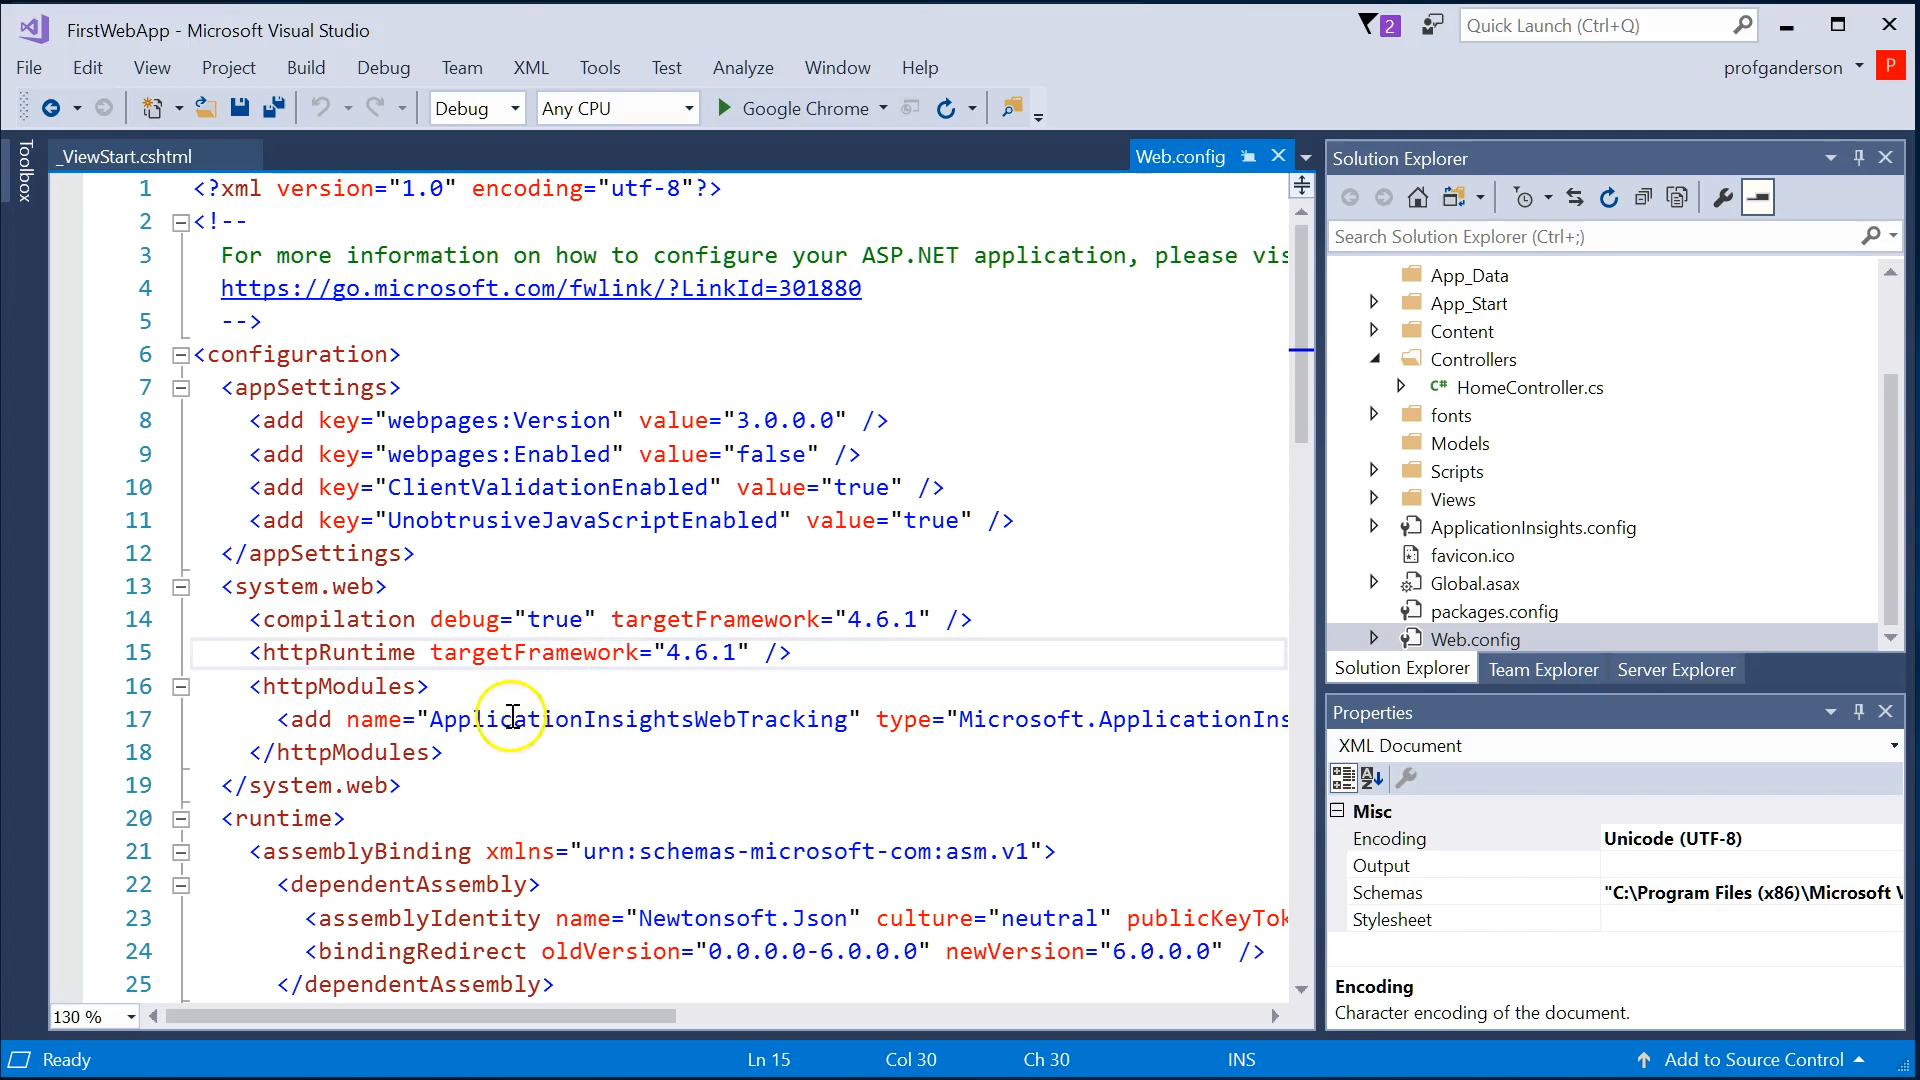 FirstWebApp - Microsoft Visual Studio
2
Quick Launch (Ctrl+Q)
File Edit View Project Build Debug Team XML Tools Test Analyze Window Help
profganderson
P
Debug
Any CPU
Google Chrome
Toolbox
_ViewStart.cshtml
Web.config
1 <?xml version="1.0" encoding="utf-8"?>
2 <!--
3 For more information on how to configure your ASP.NET application, please vis
4 https://go.microsoft.com/fwlink/?LinkId=301880
5 -->
6 <configuration>
7 <appSettings>
8 <add key="webpages:Version" value="3.0.0.0" />
9 <add key="webpages:Enabled" value="false" />
10 <add key="ClientValidationEnabled" value="true" />
11 <add key="UnobtrusiveJavaScriptEnabled" value="true" />
12 </appSettings>
13 <system.web>
14 <compilation debug="true" targetFramework="4.6.1" />
15 <httpRuntime targetFramework="4.6.1" />
16 <httpModules>
17 <add name="ApplicationInsightsWebTracking" type="Microsoft.ApplicationIns
18 </httpModules>
19 </system.web>
20 <runtime>
21 <assemblyBinding xmlns="urn:schemas-microsoft-com:asm.v1">
22 <dependentAssembly>
23 <assemblyIdentity name="Newtonsoft.Json" culture="neutral" publicKeyTok
24 <bindingRedirect oldVersion="0.0.0.0-6.0.0.0" newVersion="6.0.0.0" />
25 </dependentAssembly>
130 %
Solution Explorer
Search Solution Explorer (Ctrl+;)
App_Data
App_Start
Content
Controllers
C# HomeController.cs
fonts
Models
Scripts
Views
ApplicationInsights.config
favicon.ico
Global.asax
packages.config
Web.config
Solution Explorer Team Explorer Server Explorer
Properties
XML Document
Misc
Encoding Unicode (UTF-8)
Output
Schemas "C:\Program Files (x86)\Microsoft V
Stylesheet
Encoding
Character encoding of the document.
Ready
Ln 15
Col 30
Ch 30
INS
Add to Source Control